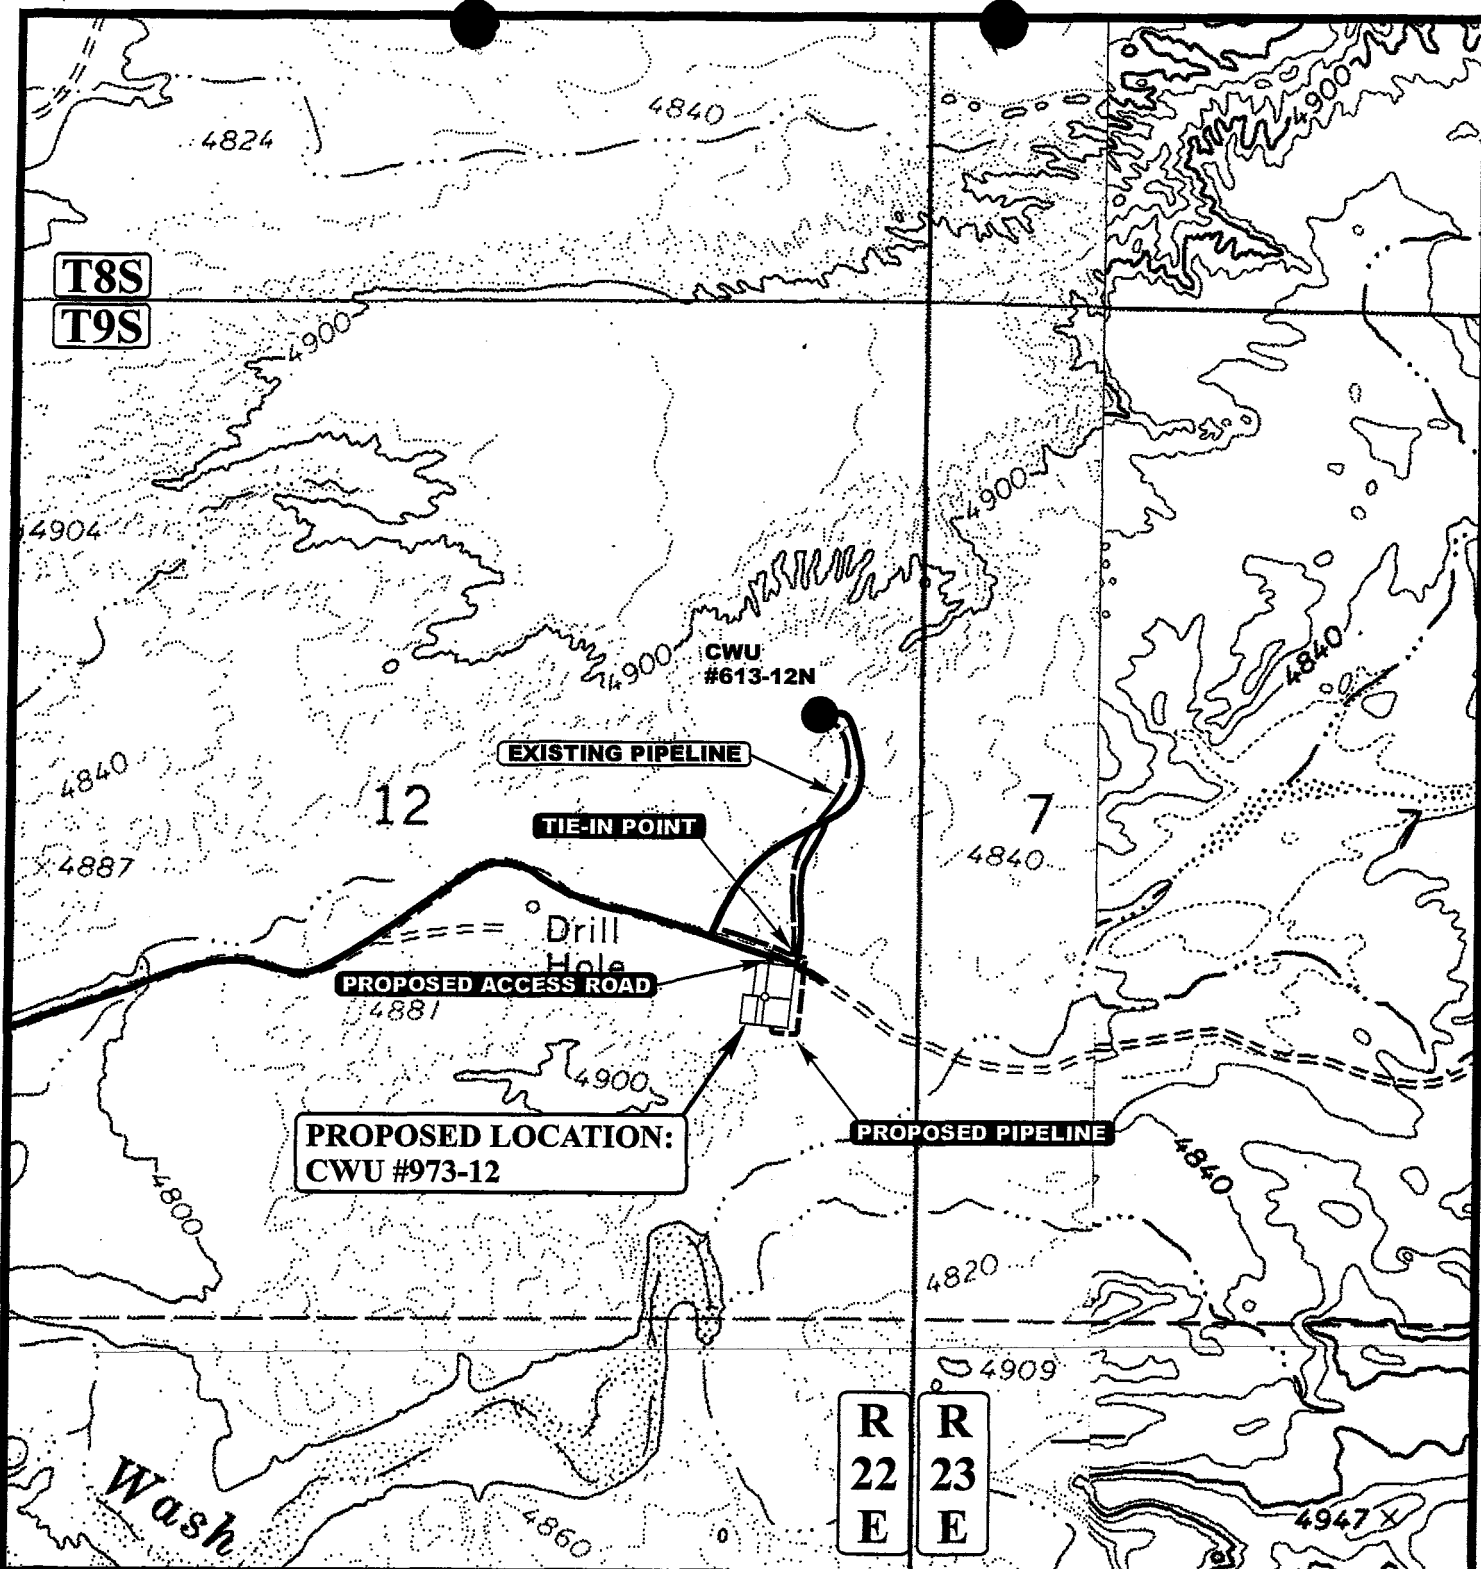 4840
4900
4824
T8S
T9S
4900
4900
4904
4840
4900
CWU
#613-12N
EXISTING PIPELINE
4840
12
TIE-IN POINT
7
7
4887
4840
Drill
Hole
PROPOSED ACCESS ROAD
4881
4900
PROPOSED LOCATION:
CWU #973-12
PROPOSED PIPELINE
4840
4800
4820
4909
R
22
E
R
23
E
Wash
4860
4947